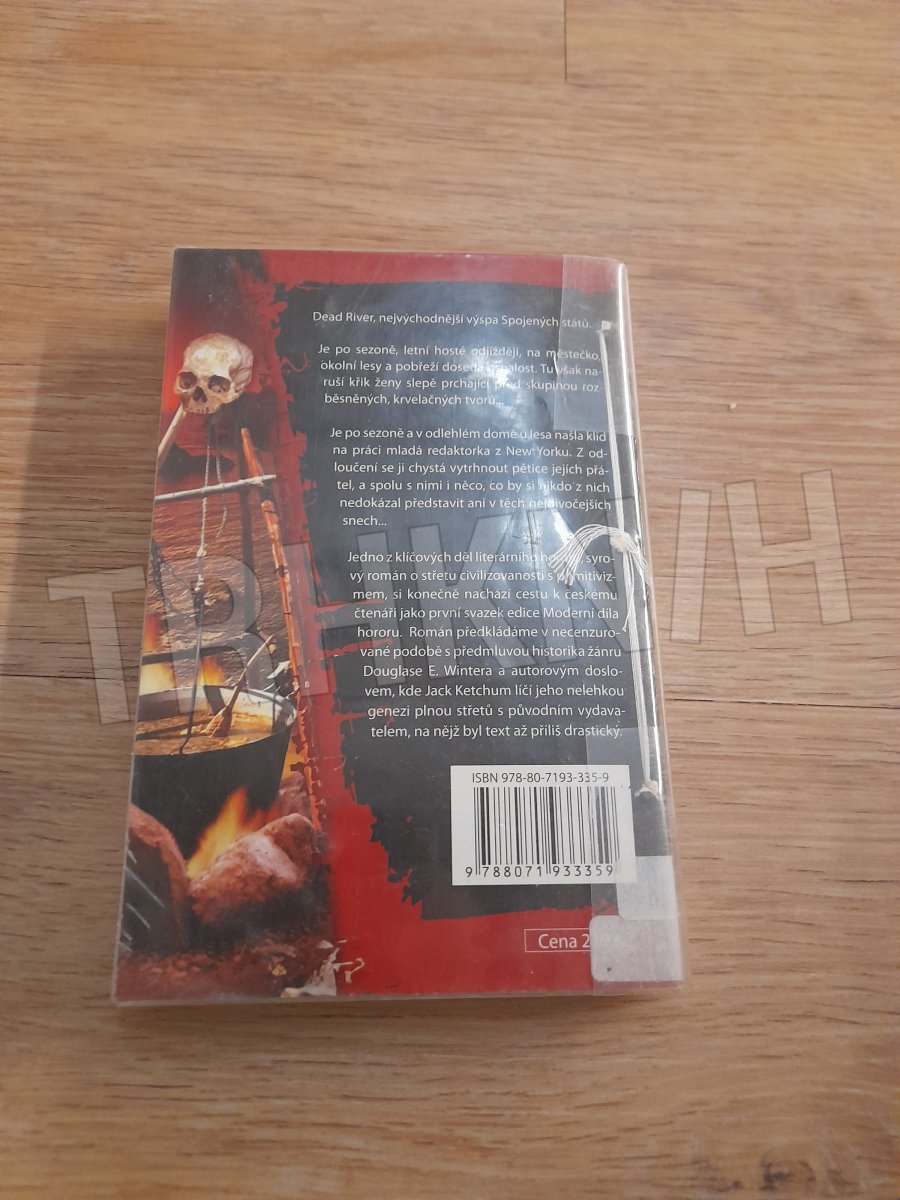 Dead River, nejvýchodnější výspa Spojených států.
Je po sezoně, letní hosté odjíždějí, na městečko,
okolní lesy a pobřeží dosedá ospalost. Tu však na-
ruší křik ženy slepě prchající před skupinou roz-
běsněných, krvelačných tvorů...
Je po sezoně a v odlehlém domě u lesa našla klid
na práci mladá redaktorka z New Yorku. Z od-
loučení se ji chystá vytrhnout pětice jejích přá-
tel, a spolu s nimi i něco, co by si nikdo z nich
nedokázal představit ani v těch nejdivočejších
snech...
Jedno z klíčových děl literárního hororu, syro-
vý román o střetu civilizovanosti s primitiviz-
mem, si konečně nachází cestu k českému
čtenáři jako první svazek edice Moderní díla
hororu. Román předkládáme v necenzuro-
vané podobě s předmluvou historika žánru
Douglase E. Wintera a autorovým doslo-
vem, kde Jack Ketchum líčí jeho nelehkou
genezi plnou střetů s původním vydava-
telem, na nějž byl text až příliš drastický.
ISBN 978-80-7193-335-9
9 788071 933359
Cena 2
TRHKNIH